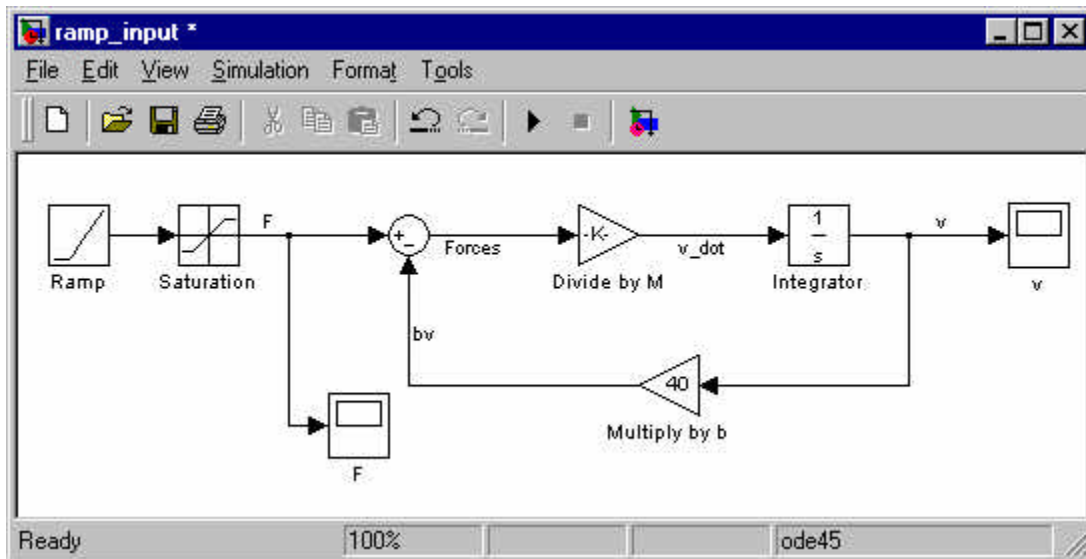 ramp_input *
File Edit View Simulation Format Tools
F
Ramp
Saturation
+
−
Forces
-K-
Divide by M
v_dot
1
s
Integrator
v
v
bv
40
Multiply by b
F
Ready 100% ode45